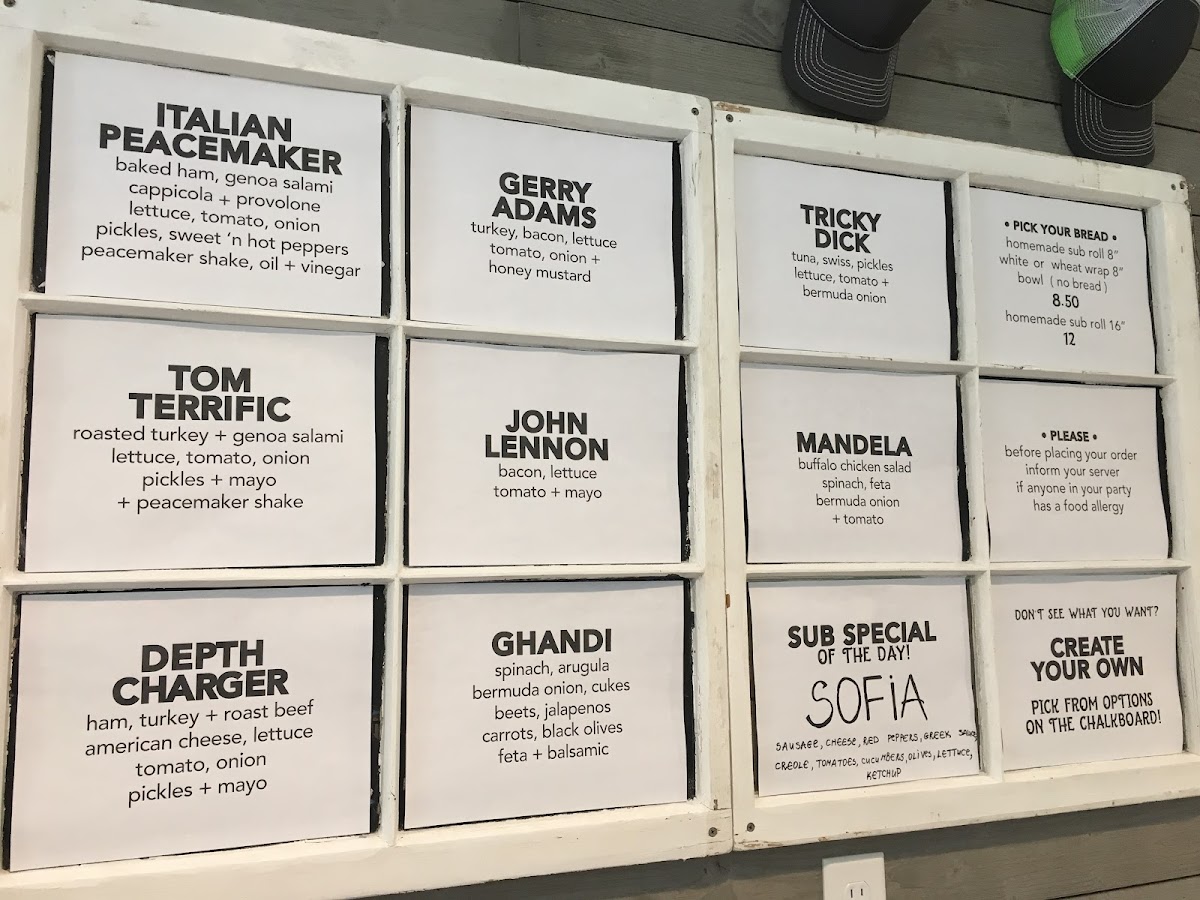 ITALIAN
PEACEMAKER
baked ham, genoa salami
cappicola + provolone
lettuce, tomato, onion
pickles, sweet 'n hot peppers
peacemaker shake, oil + vinegar
GERRY
ADAMS
turkey, bacon, lettuce
tomato, onion +
honey mustard
TRICKY
DICK
tuna, swiss, pickles
lettuce, tomato +
bermuda onion
• PICK YOUR BREAD •
homemade sub roll 8"
white or wheat wrap 8"
bowl ( no bread )
8.50
homemade sub roll 16"
12
TOM
TERRIFIC
roasted turkey + genoa salami
lettuce, tomato, onion
pickles + mayo
+ peacemaker shake
JOHN
LENNON
bacon, lettuce
tomato + mayo
MANDELA
buffalo chicken salad
spinach, feta
bermuda onion
+ tomato
• PLEASE •
before placing your order
inform your server
if anyone in your party
has a food allergy
DEPTH
CHARGER
ham, turkey + roast beef
american cheese, lettuce
tomato, onion
pickles + mayo
GHANDI
spinach, arugula
bermuda onion, cukes
beets, jalapenos
carrots, black olives
feta + balsamic
SUB SPECIAL
OF THE DAY!
SOFiA
SAUSAGE, CHEESE, RED PEPPERS, GREEK SAUCE,
CREOLE, TOMATOES, CUCUMBERS, OLIVES, LETTUCE,
KETCHUP
DON'T SEE WHAT YOU WANT?
CREATE
YOUR OWN
PICK FROM OPTIONS
ON THE CHALKBOARD!